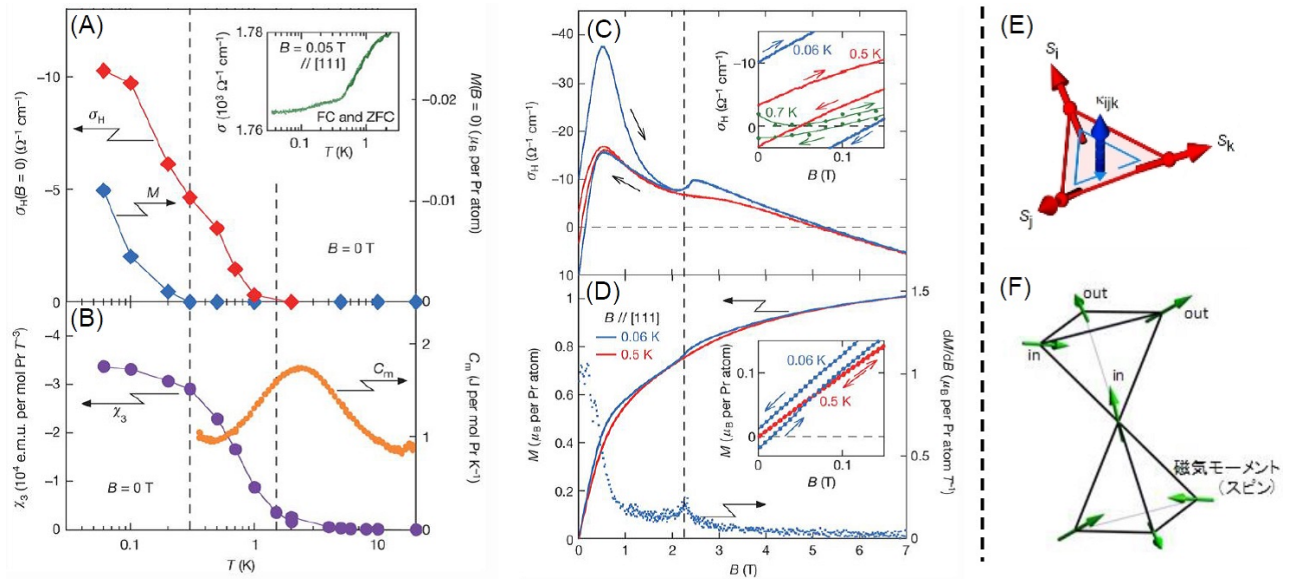 (A)
σH(B = 0) (Ω⁻¹ cm⁻¹)
−10
−5
0
σH
M
B = 0 T
M(B = 0) (μB per Pr atom)
−0.02
−0.01
0
1.78
1.76
σ (10³ Ω⁻¹ cm⁻¹)
B = 0.05 T
// [111]
FC and ZFC
0.1
1
T (K)
(B)
χ3 (10⁴ e.m.u. per mol Pr T⁻³)
−4
−3
−2
−1
0
χ3
Cm
B = 0 T
Cm (J per mol Pr K⁻¹)
2
1
0
0.1
1
10
T (K)
(C)
σH (Ω⁻¹ cm⁻¹)
−40
−30
−20
−10
0
10
σH (Ω⁻¹ cm⁻¹)
−10
0
0.06 K
0.5 K
0.7 K
0
0.1
B (T)
(D)
M (μB per Pr atom)
1
0.8
0.6
0.4
0.2
0
B // [111]
0.06 K
0.5 K
M (μB per Pr atom)
0.1
0
0.06 K
0.5 K
0
0.1
B (T)
dM/dB (μB per Pr atom T⁻¹)
1.5
1
0.5
0
0
1
2
3
4
5
6
7
B (T)
(E)
Si
κijk
Sk
Sj
(F)
out
out
in
in
磁気モーメント
(スピン)